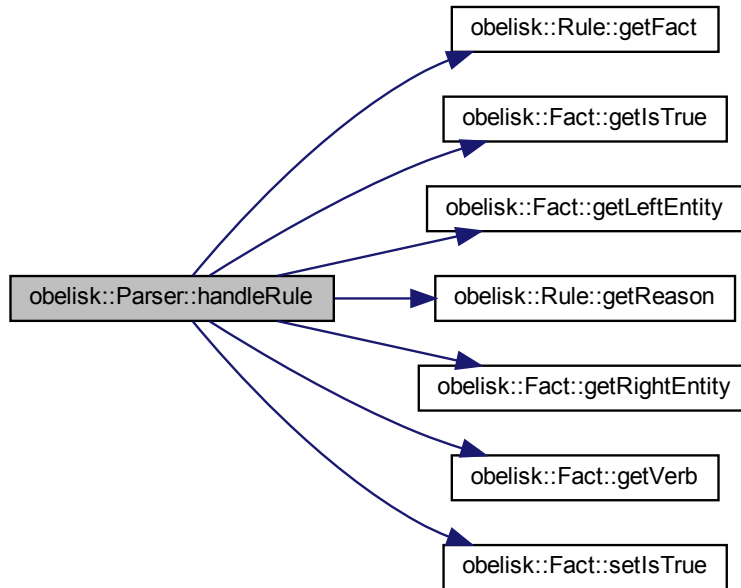 obelisk::Rule::getFact
obelisk::Fact::getIsTrue
obelisk::Fact::getLeftEntity
obelisk::Parser::handleRule
obelisk::Rule::getReason
obelisk::Fact::getRightEntity
obelisk::Fact::getVerb
obelisk::Fact::setIsTrue